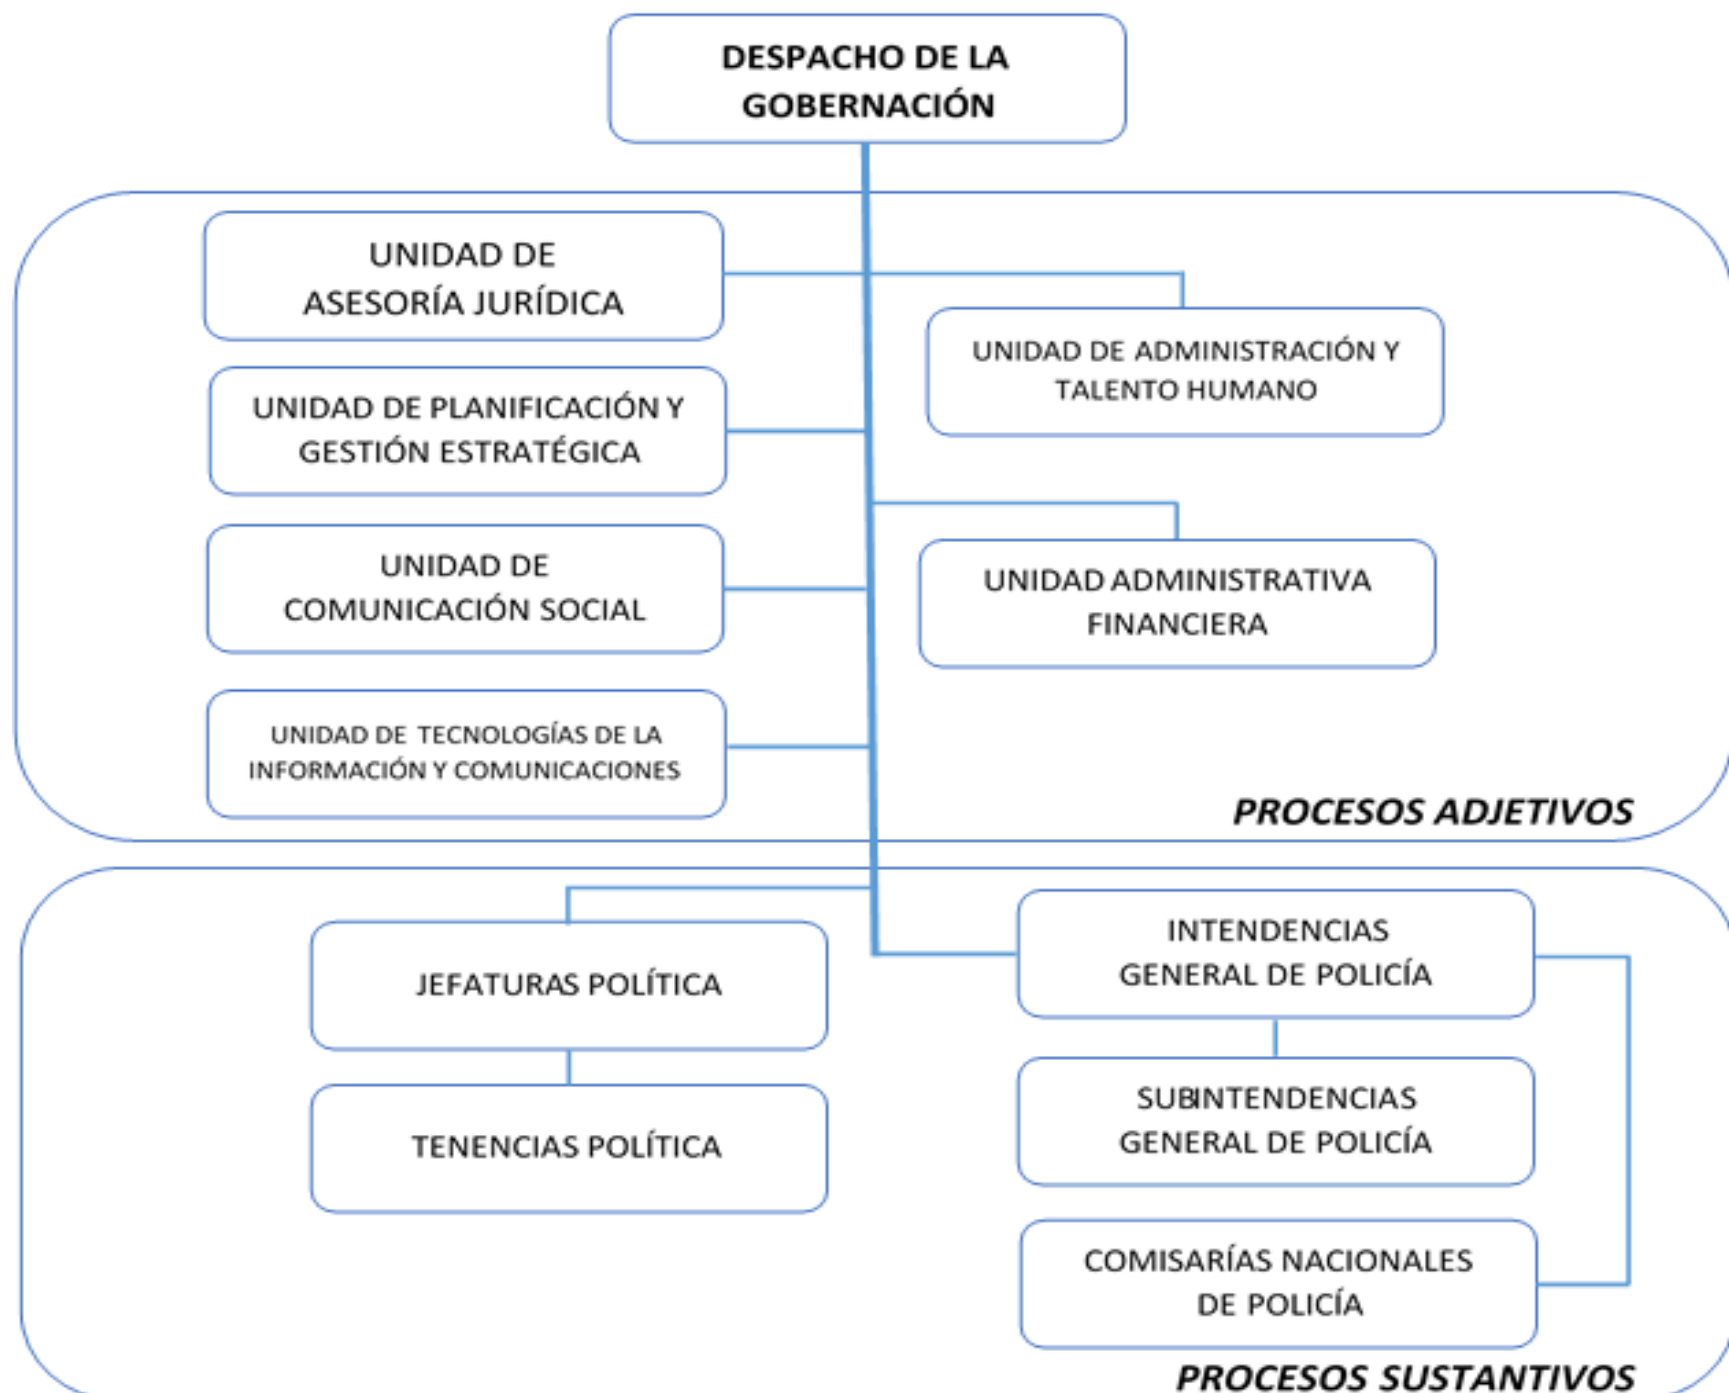 DESPACHO DE LA
GOBERNACIÓN
UNIDAD DE
ASESORÍA JURÍDICA
UNIDAD DE ADMINISTRACIÓN Y
TALENTO HUMANO
UNIDAD DE PLANIFICACIÓN Y
GESTIÓN ESTRATÉGICA
UNIDAD DE
COMUNICACIÓN SOCIAL
UNIDAD ADMINISTRATIVA
FINANCIERA
UNIDAD DE TECNOLOGÍAS DE LA
INFORMACIÓN Y COMUNICACIONES
PROCESOS ADJETIVOS
JEFATURAS POLÍTICA
TENENCIAS POLÍTICA
INTENDENCIAS
GENERAL DE POLICÍA
SUBINTENDENCIAS
GENERAL DE POLICÍA
COMISARÍAS NACIONALES
DE POLICÍA
PROCESOS SUSTANTIVOS